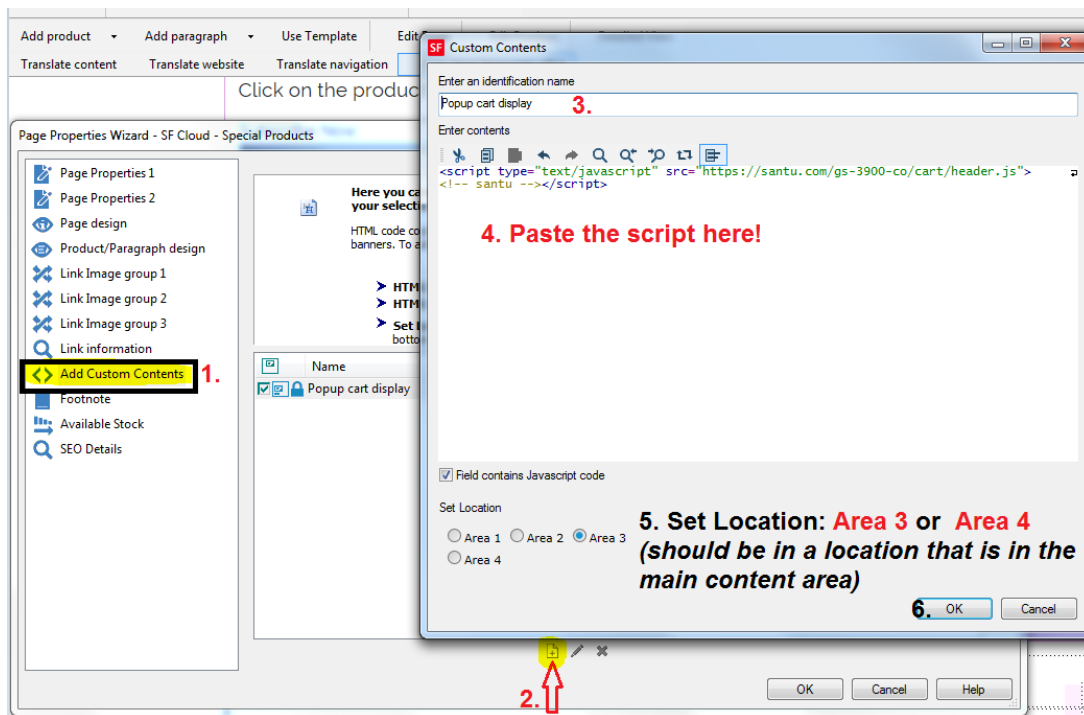 Add product Add paragraph Use Template Edit
Translate content Translate website Translate navigation
Click on the produc
Page Properties Wizard - SF Cloud - Special Products
Page Properties 1
Page Properties 2
Page design
Product/Paragraph design
Link Image group 1
Link Image group 2
Link Image group 3
Link information
Add Custom Contents 1.
Footnote
Available Stock
SEO Details
Here you ca
your selecti
HTML code co
banners. To a
HTM
HTM
Set l
botto
Name
Popup cart display
2.
OK Cancel Help
SF Custom Contents
Enter an identification name
Popup cart display 3.
Enter contents
<script type="text/javascript" src="https://santu.com/gs-3900-co/cart/header.js">
<!-- santu --></script>
4. Paste the script here!
Field contains Javascript code
Set Location
Area 1 Area 2 Area 3
Area 4
5. Set Location: Area 3 or Area 4
(should be in a location that is in the
main content area)
6. OK Cancel